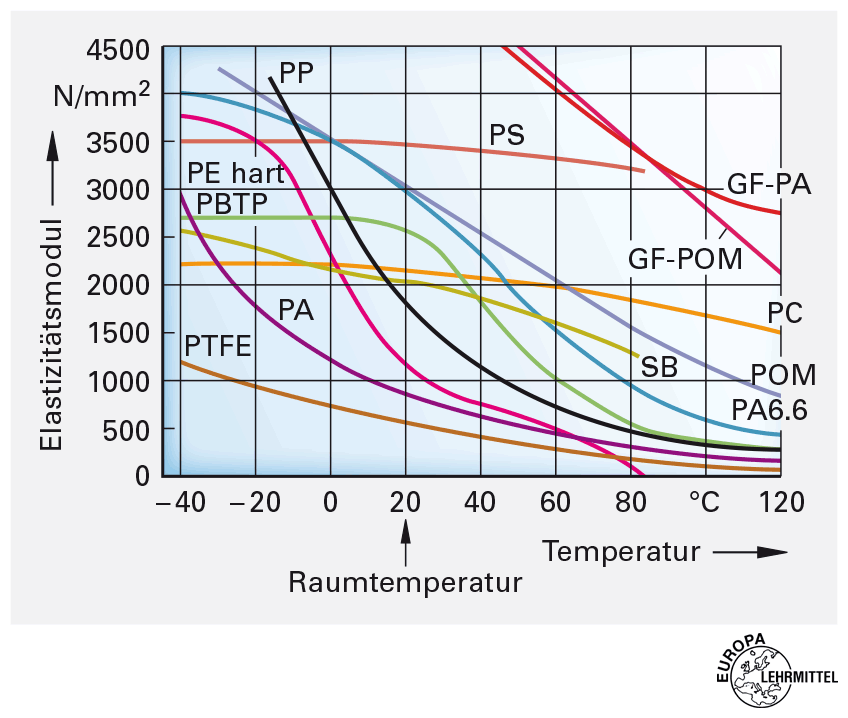 4500
N/mm²
3500
3000
2500
2000
1500
1000
500
0
Elastizitätsmodul
PP
PS
PE hart
PBTP
GF-PA
GF-POM
PA
PC
PTFE
SB
POM
PA6.6
−40 −20 0 20 40 60 80 °C 120
Temperatur
Raumtemperatur
EUROPA
LEHRMITTEL